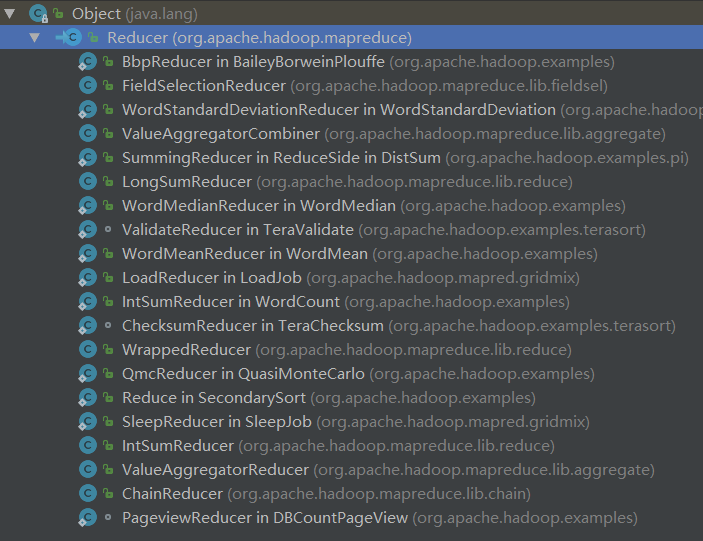 Object (java.lang)
Reducer (org.apache.hadoop.mapreduce)
BbpReducer in BaileyBorweinPlouffe (org.apache.hadoop.examples)
FieldSelectionReducer (org.apache.hadoop.mapreduce.lib.fieldsel)
WordStandardDeviationReducer in WordStandardDeviation (org.apache.hadoop
ValueAggregatorCombiner (org.apache.hadoop.mapreduce.lib.aggregate)
SummingReducer in ReduceSide in DistSum (org.apache.hadoop.examples.pi)
LongSumReducer (org.apache.hadoop.mapreduce.lib.reduce)
WordMedianReducer in WordMedian (org.apache.hadoop.examples)
ValidateReducer in TeraValidate (org.apache.hadoop.examples.terasort)
WordMeanReducer in WordMean (org.apache.hadoop.examples)
LoadReducer in LoadJob (org.apache.hadoop.mapred.gridmix)
IntSumReducer in WordCount (org.apache.hadoop.examples)
ChecksumReducer in TeraChecksum (org.apache.hadoop.examples.terasort)
WrappedReducer (org.apache.hadoop.mapreduce.lib.reduce)
QmcReducer in QuasiMonteCarlo (org.apache.hadoop.examples)
Reduce in SecondarySort (org.apache.hadoop.examples)
SleepReducer in SleepJob (org.apache.hadoop.mapred.gridmix)
IntSumReducer (org.apache.hadoop.mapreduce.lib.reduce)
ValueAggregatorReducer (org.apache.hadoop.mapreduce.lib.aggregate)
ChainReducer (org.apache.hadoop.mapreduce.lib.chain)
PageviewReducer in DBCountPageView (org.apache.hadoop.examples)